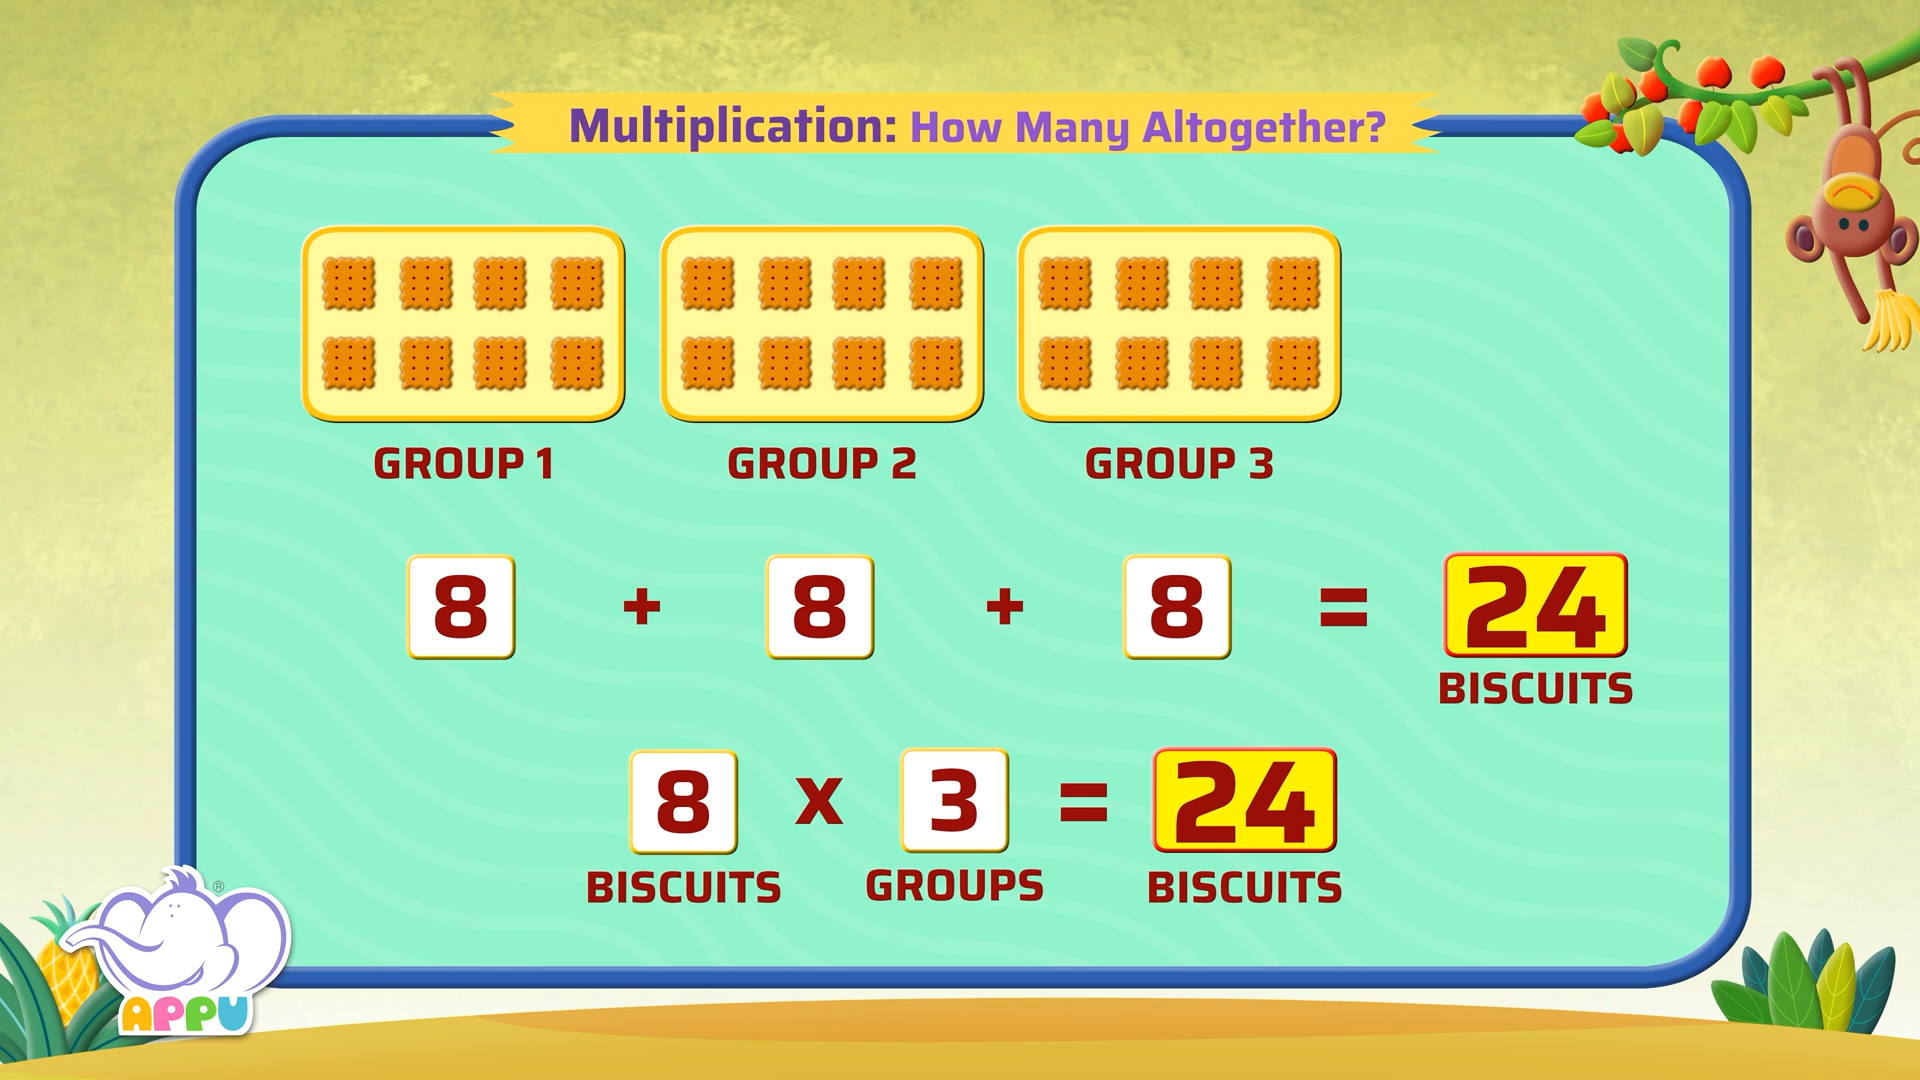 Multiplication: How Many Altogether?
GROUP 1 GROUP 2 GROUP 3
8 + 8 + 8 = 24
BISCUITS
8 x 3 = 24
BISCUITS GROUPS BISCUITS
®
APPU